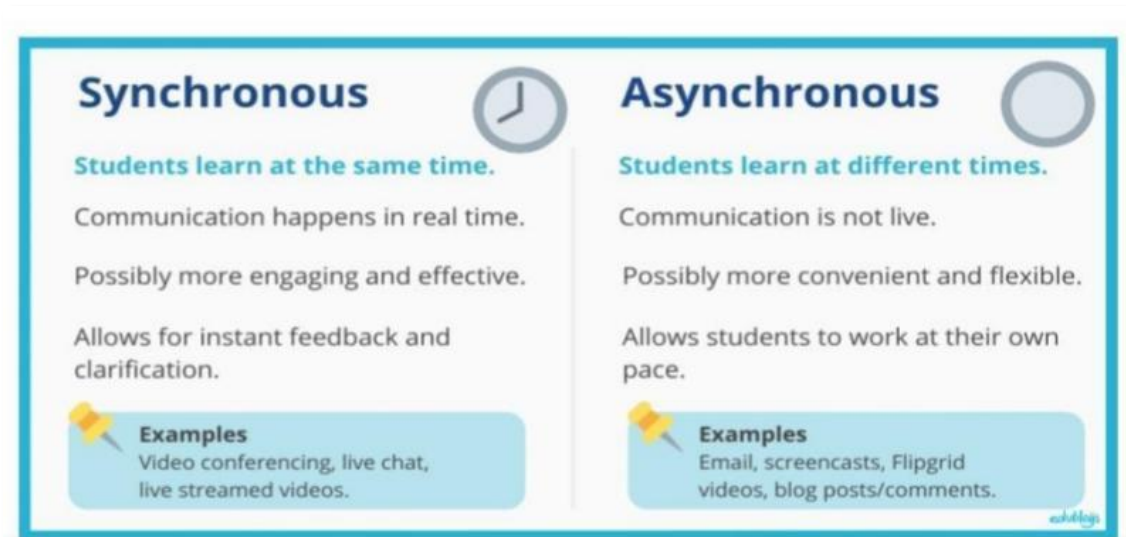 Synchronous
Students learn at the same time.
Communication happens in real time.
Possibly more engaging and effective.
Allows for instant feedback and
clarification.
Examples
Video conferencing, live chat,
live streamed videos.
Asynchronous
Students learn at different times.
Communication is not live.
Possibly more convenient and flexible.
Allows students to work at their own
pace.
Examples
Email, screencasts, Flipgrid
videos, blog posts/comments.
edublogs